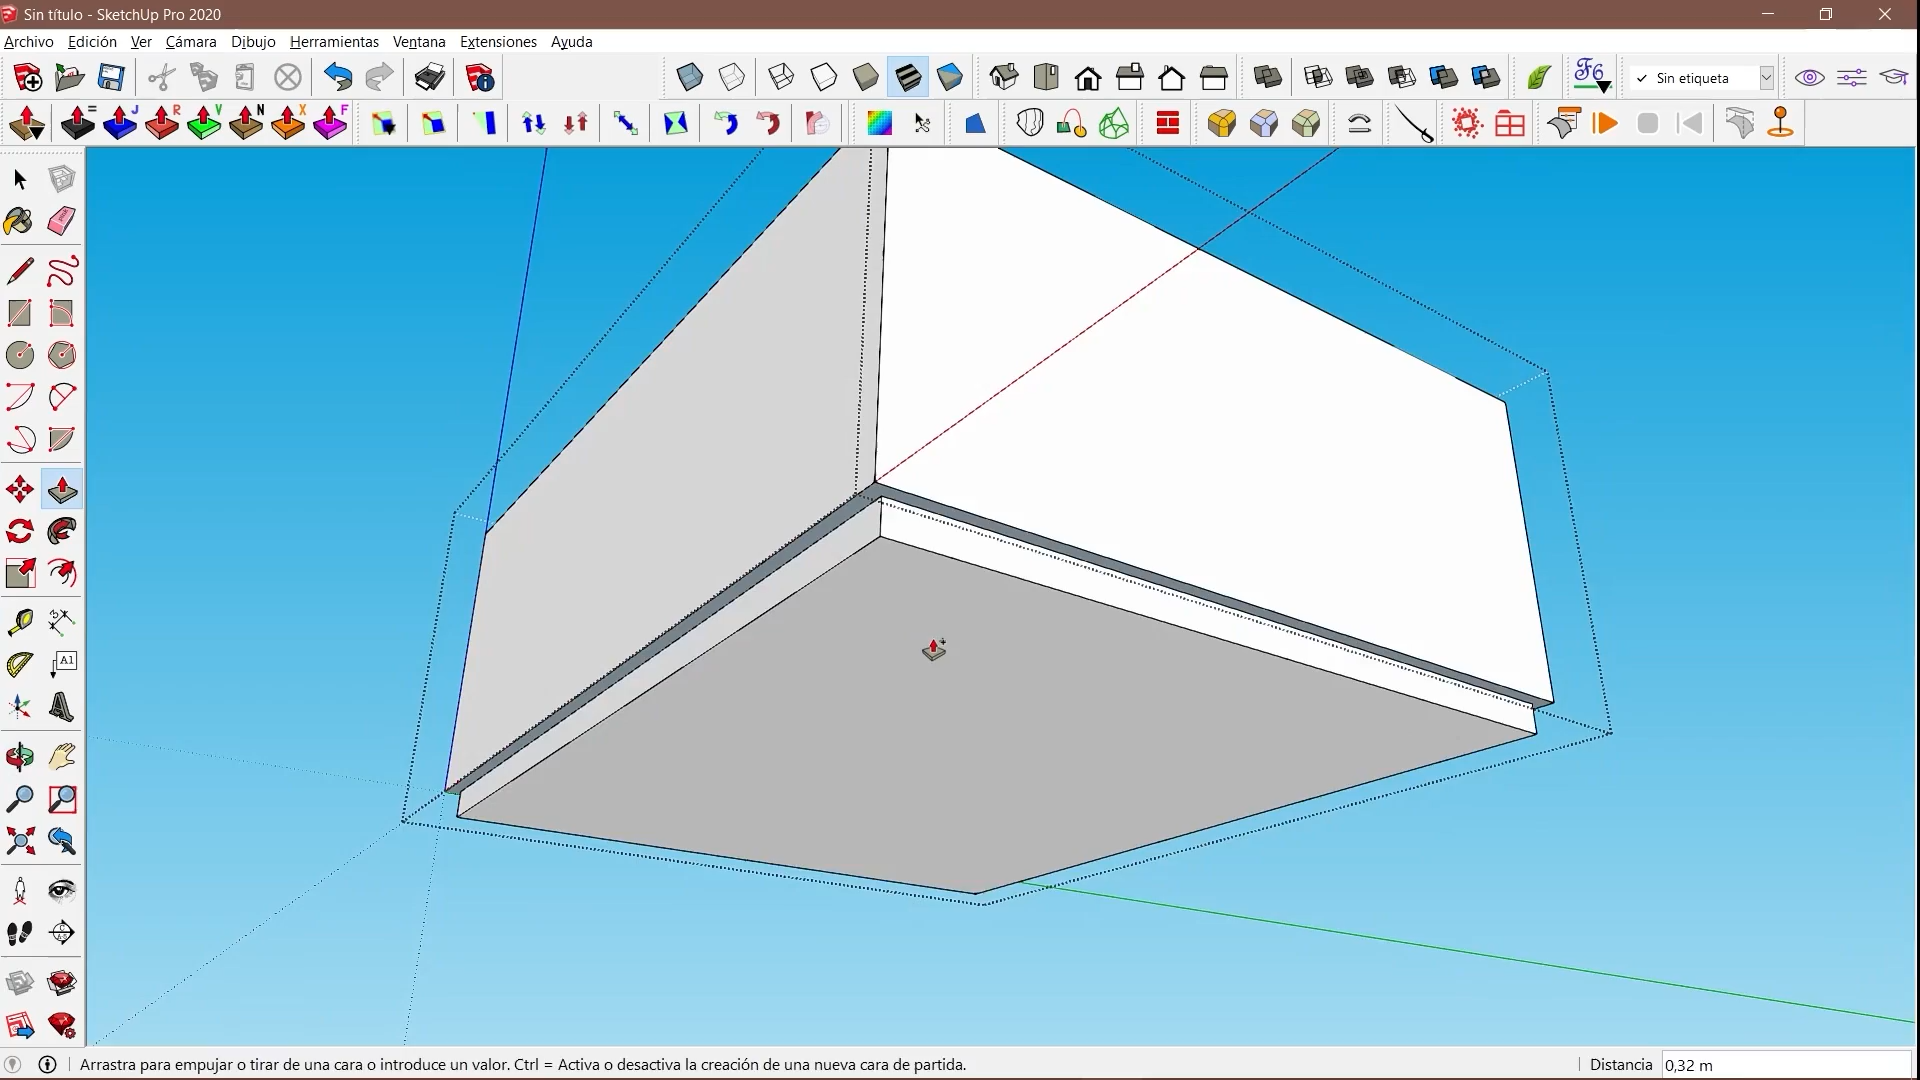 Sin título - SketchUp Pro 2020
Archivo Edición Ver Cámara Dibujo Herramientas Ventana Extensiones Ayuda
F6
Sin etiqueta
= J R V N X F
A1
Arrastra para empujar o tirar de una cara o introduce un valor. Ctrl = Activa o desactiva la creación de una nueva cara de partida.
Distancia 0,32 m